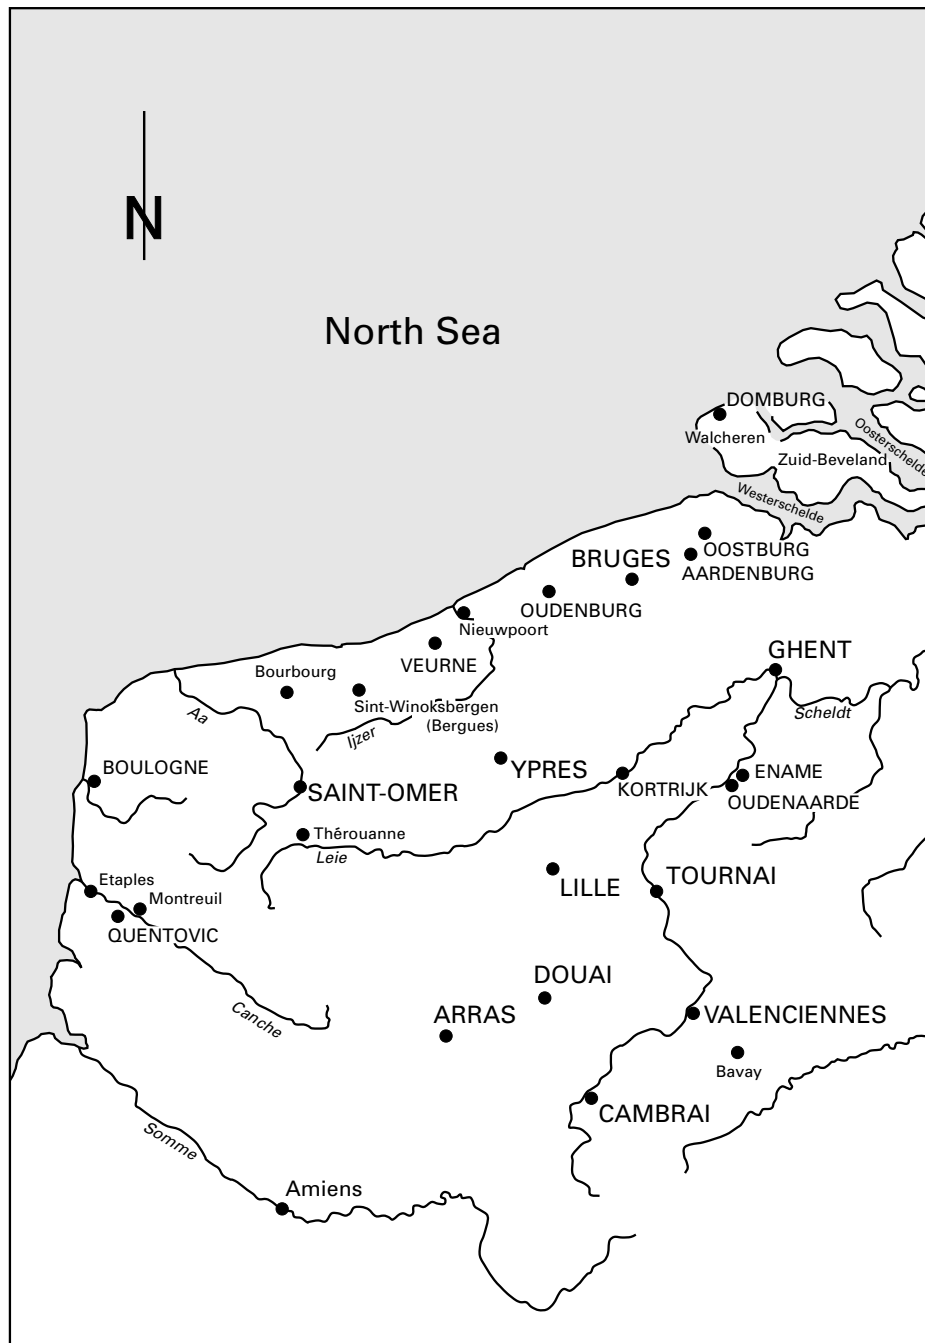 N
North Sea
DOMBURG
Walcheren
Oosterschelde
Zuid-Beveland
Westerschelde
OOSTBURG
BRUGES
AARDENBURG
OUDENBURG
Nieuwpoort
GHENT
VEURNE
Bourbourg
Sint-Winoksbergen
(Bergues)
Aa
Scheldt
Ijzer
BOULOGNE
YPRES
ENAME
KORTRIJK
SAINT-OMER
OUDENAARDE
Thérouanne
Leie
Etaples
LILLE
TOURNAI
Montreuil
QUENTOVIC
DOUAI
Canche
ARRAS
VALENCIENNES
Bavay
CAMBRAI
Somme
Amiens